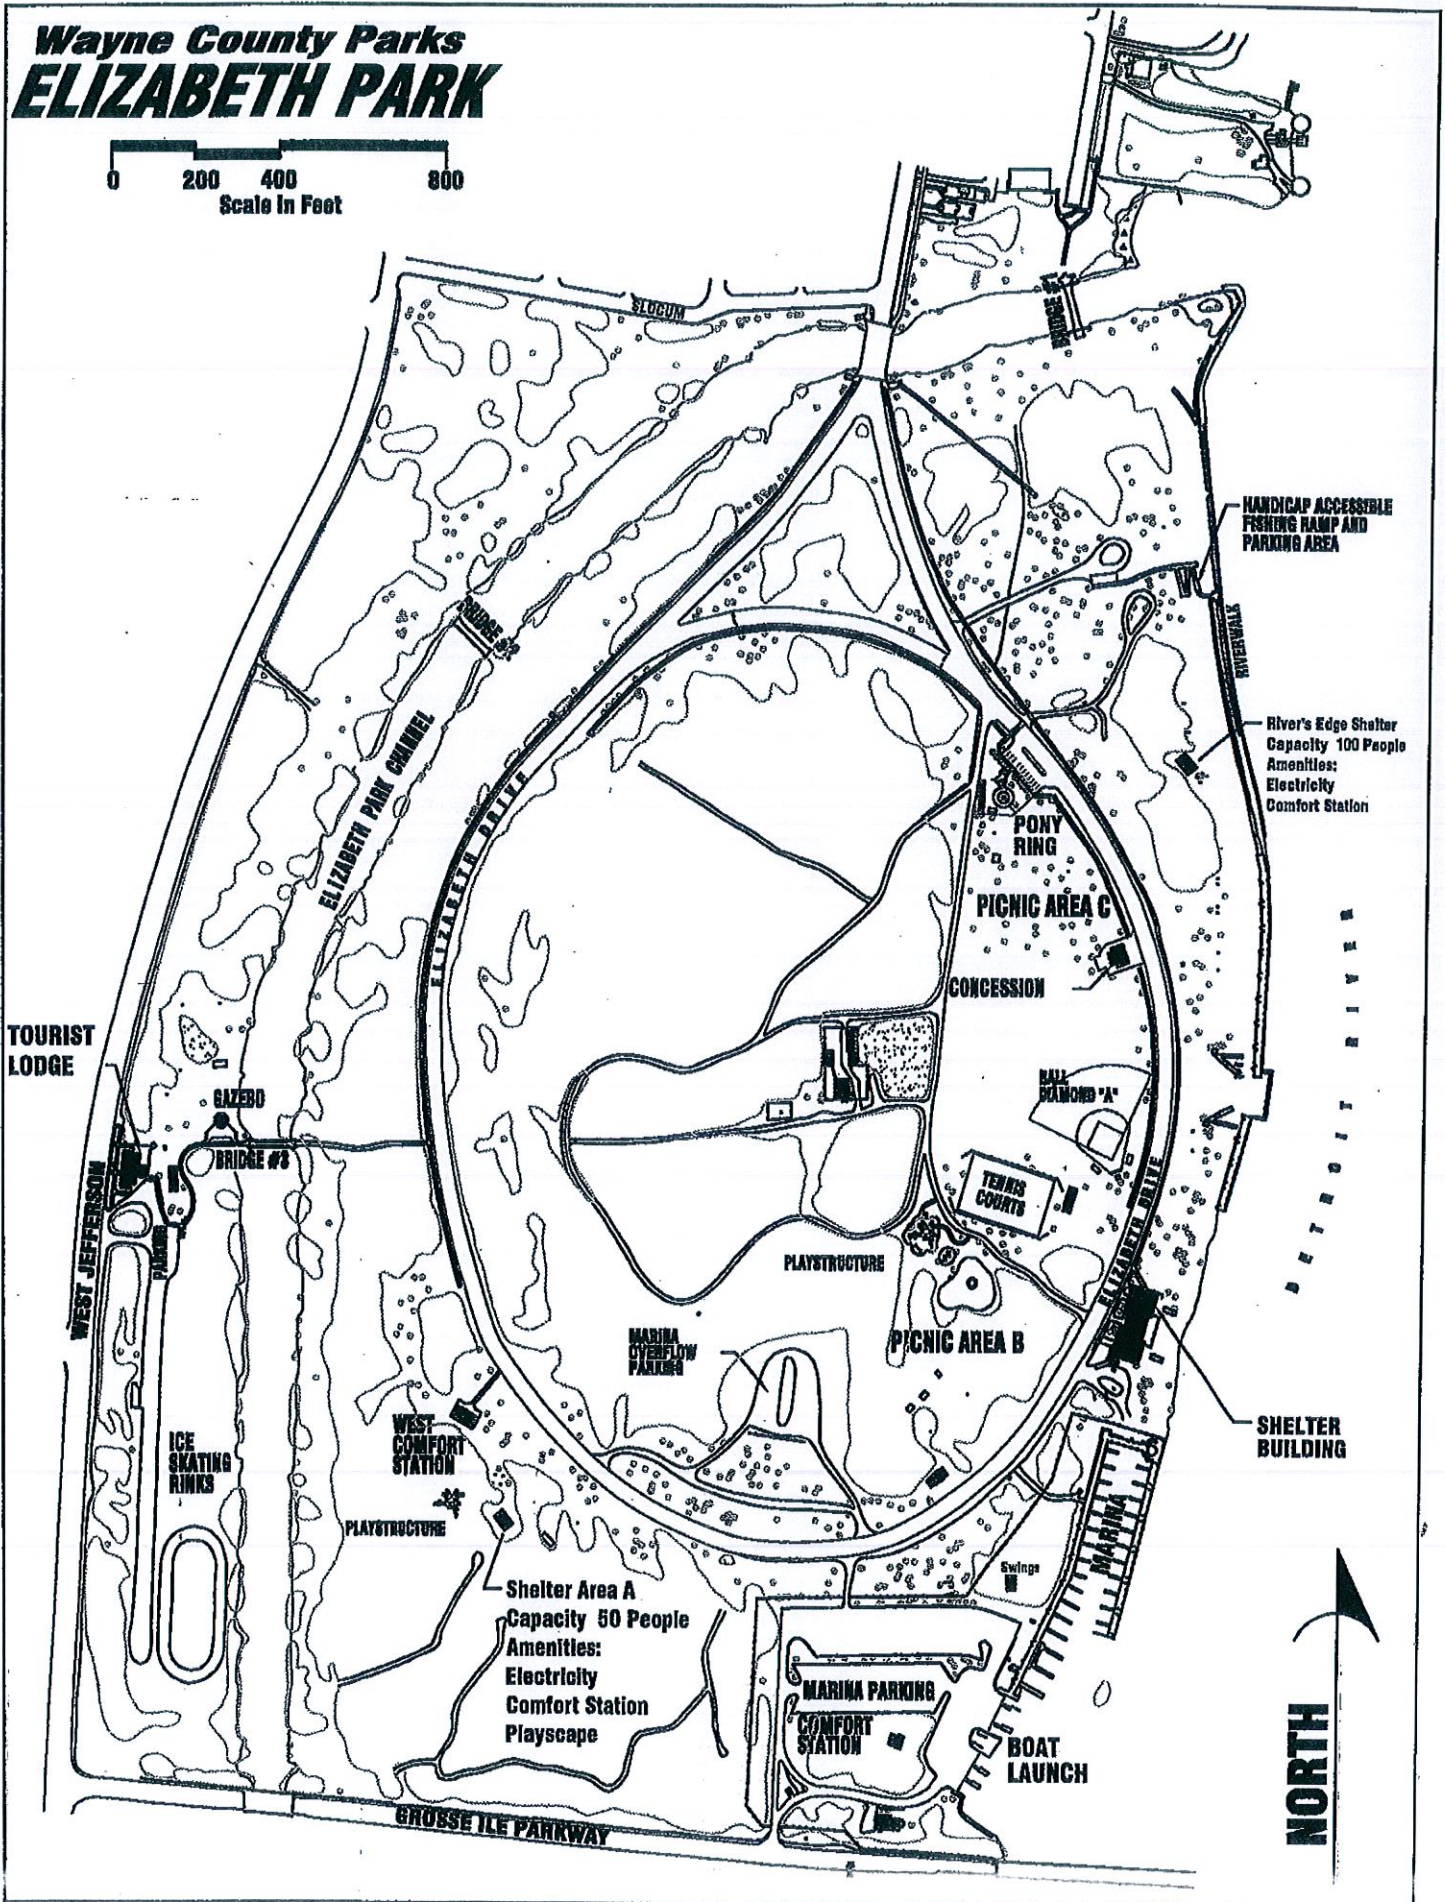 Wayne County Parks
ELIZABETH PARK
0 200 400 800
Scale In Feet
SLOCUM
HANDICAP ACCESSIBLE
FISHING RAMP AND
PARKING AREA
RIVERWALK
River's Edge Shelter
Capacity 100 People
Amenities:
Electricity
Comfort Station
ELIZABETH PARK CHANNEL
ELIZABETH DRIVE
PONY
RING
PICNIC AREA C
CONCESSION
DETROIT RIVER
TOURIST
LODGE
GAZEBO
BRIDGE #3
BALL
DIAMOND "A"
TENNIS
COURTS
WEST JEFFERSON
PARKING
PLAYSTRUCTURE
ELIZABETH DRIVE
PICNIC AREA B
MARINA
OVERFLOW
PARKING
SHELTER
BUILDING
WEST
COMFORT
STATION
ICE
SKATING
RINKS
PLAYSTRUCTURE
MARINA
Swings
Shelter Area A
Capacity 50 People
Amenities:
Electricity
Comfort Station
Playscape
MARINA PARKING
COMFORT
STATION
BOAT
LAUNCH
GROSSE ILE PARKWAY
NORTH